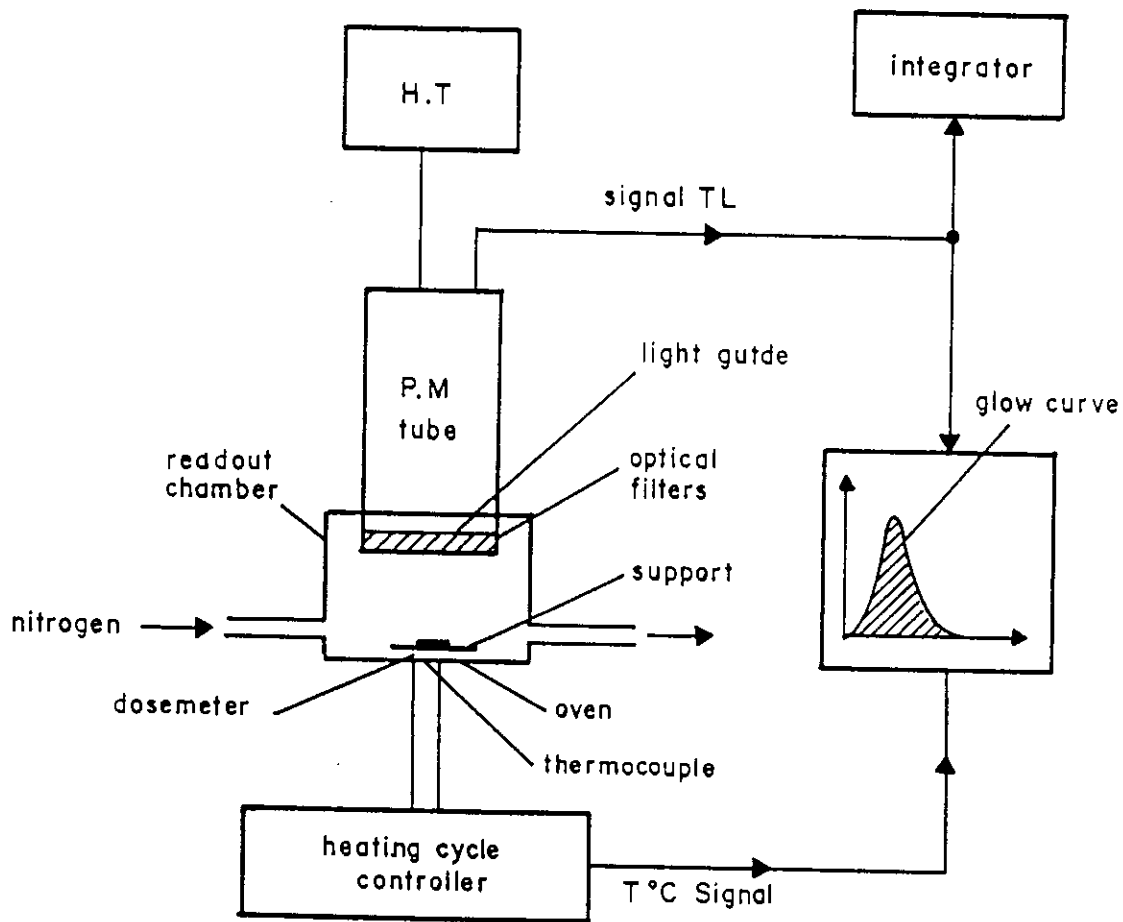 H.T
integrator
signal TL
light gutde
P.M
tube
glow curve
readout
chamber
optical
filters
support
nitrogen
dosemeter
oven
thermocouple
heating cycle
controller
T°C Signal